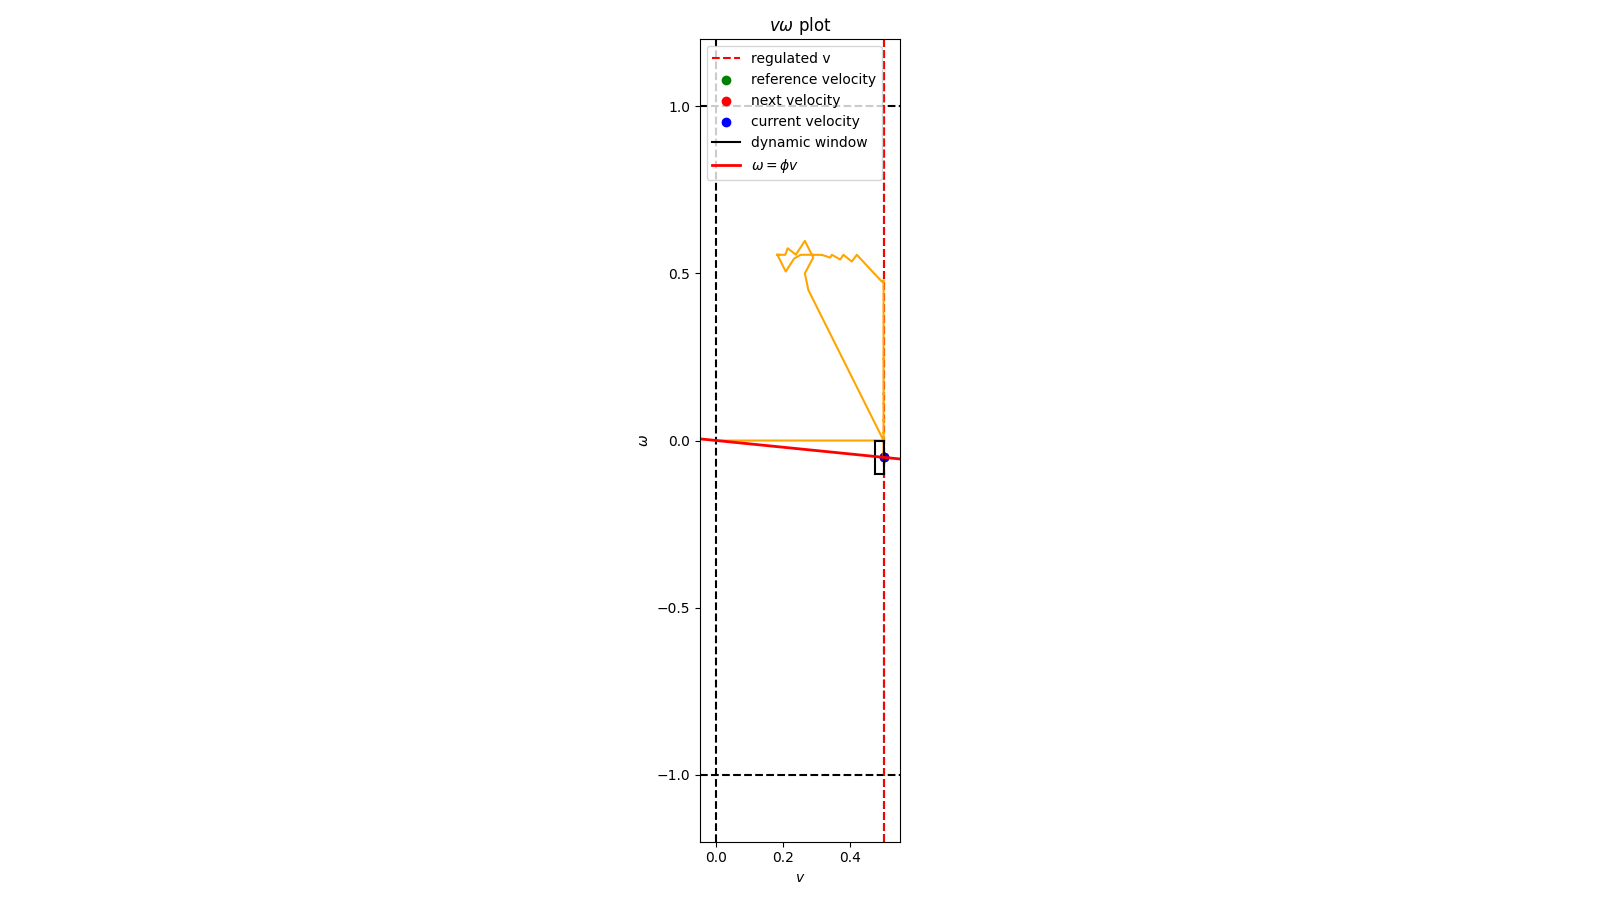 vω plot
regulated v
reference velocity
next velocity
current velocity
dynamic window
ω = ϕv
1.0
0.5
0.0
−0.5
−1.0
ω
0.0 0.2 0.4
v